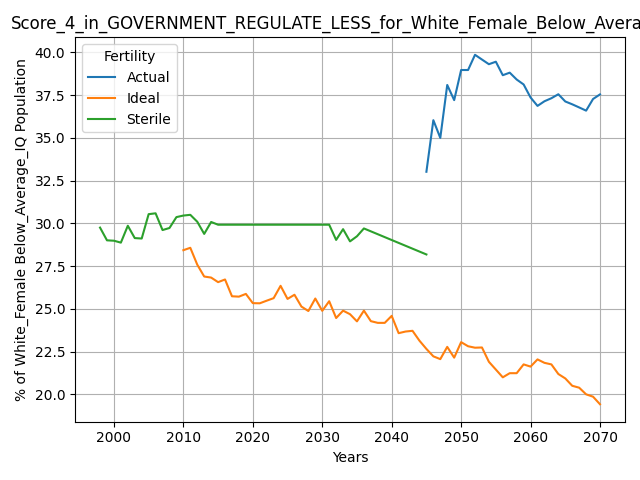 Score_4_in_GOVERNMENT_REGULATE_LESS_for_White_Female_Below_Avera
% of White_Female Below_Average_IQ Population
40.0
37.5
35.0
32.5
30.0
27.5
25.0
22.5
20.0
Fertility
Actual
Ideal
Sterile
2000 2010 2020 2030 2040 2050 2060 2070
Years